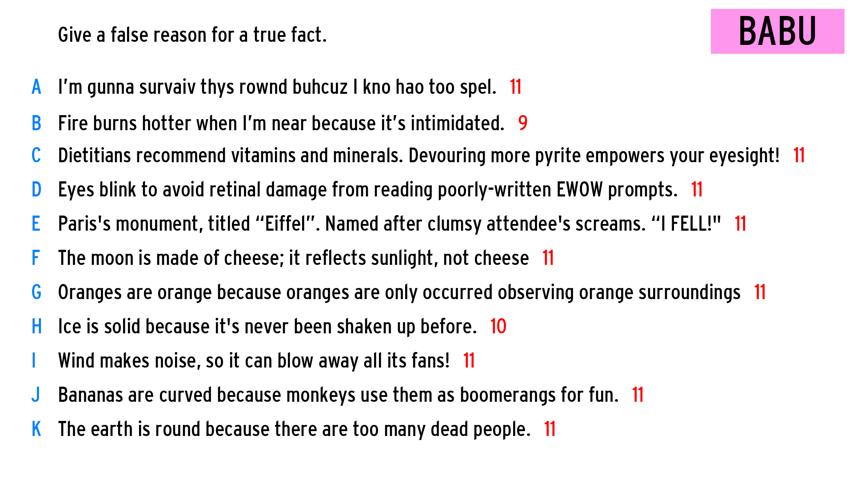 Give a false reason for a true fact.
BABU
A I'm gunna survaiv thys rownd buhcuz I kno hao too spel. 11
B Fire burns hotter when I'm near because it's intimidated. 9
C Dietitians recommend vitamins and minerals. Devouring more pyrite empowers your eyesight! 11
D Eyes blink to avoid retinal damage from reading poorly-written EWOW prompts. 11
E Paris's monument, titled “Eiffel”. Named after clumsy attendee's screams. “I FELL!" 11
F The moon is made of cheese; it reflects sunlight, not cheese 11
G Oranges are orange because oranges are only occurred observing orange surroundings 11
H Ice is solid because it's never been shaken up before. 10
I Wind makes noise, so it can blow away all its fans! 11
J Bananas are curved because monkeys use them as boomerangs for fun. 11
K The earth is round because there are too many dead people. 11